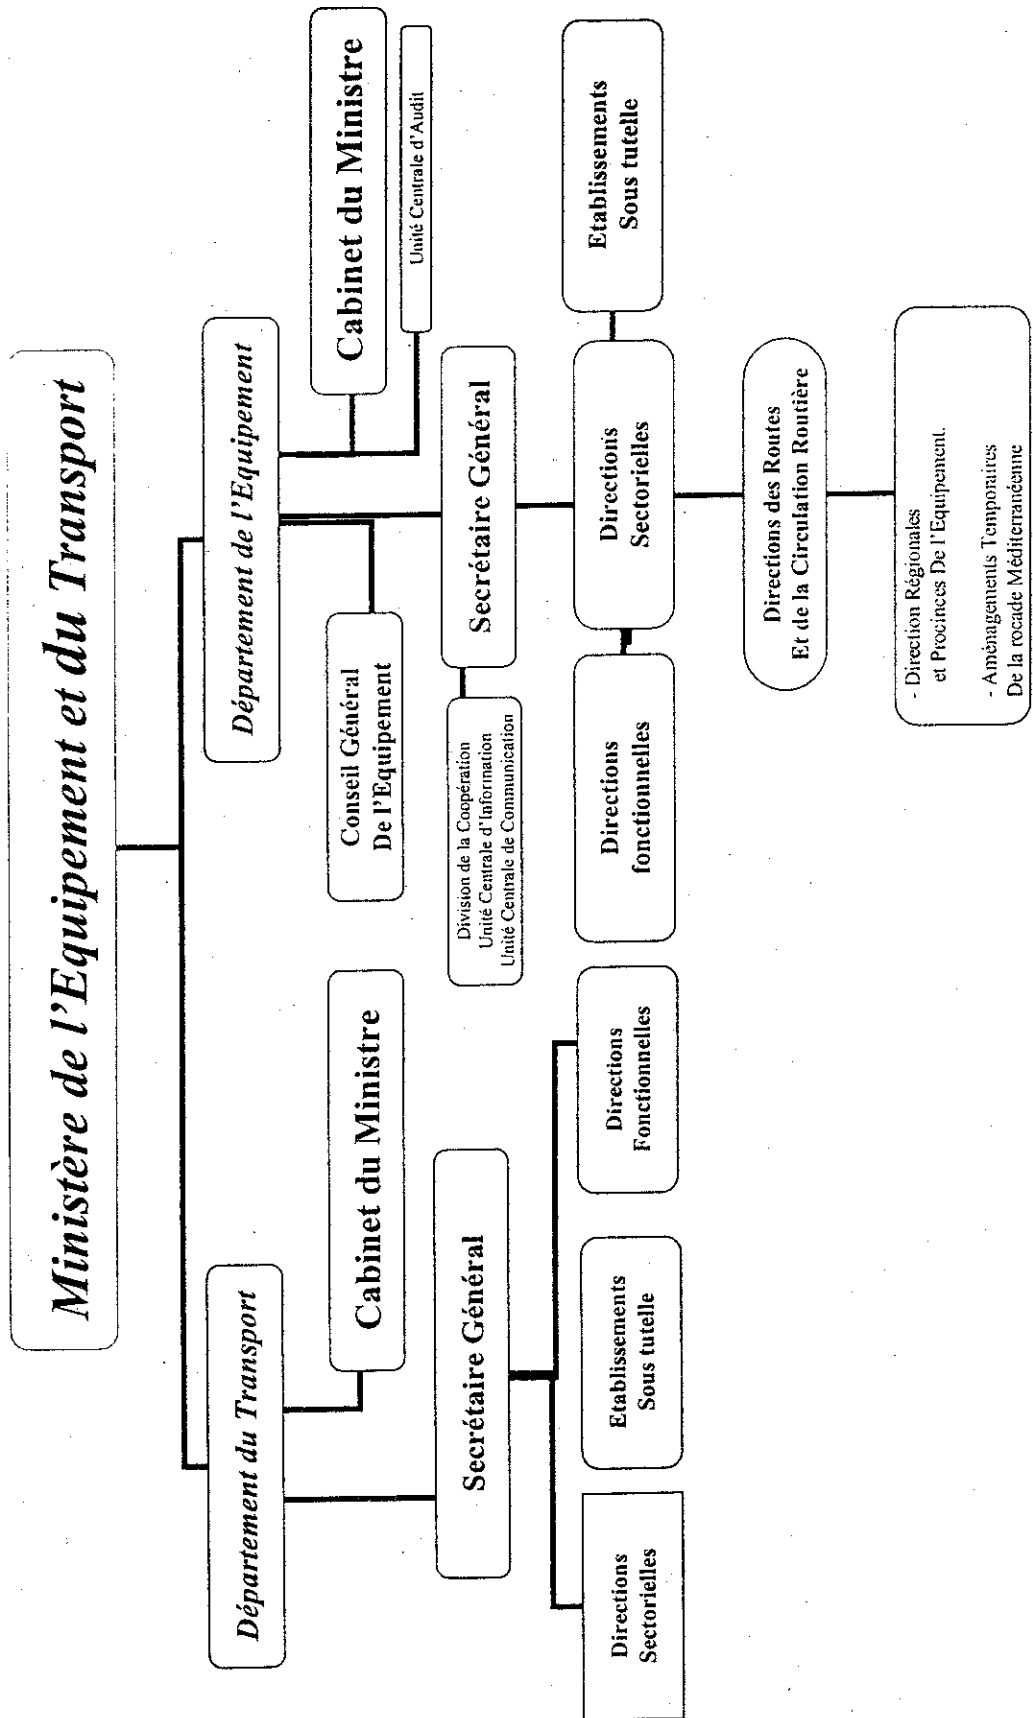 Ministère de l'Equipement et du Transport
Département du Transport
Département de l'Equipement
Cabinet du Ministre
Conseil Général
De l'Equipement
Cabinet du Ministre
Unité Centrale d'Audit
Secrétaire Général
Division de la Coopération
Unité Centrale d'Information
Unité Centrale de Communication
Secrétaire Général
Directions
Sectorielles
Etablissements
Sous tutelle
Directions
Fonctionnelles
Directions
fonctionnelles
Directions
Sectorielles
Etablissements
Sous tutelle
Directions des Routes
Et de la Circulation Routière
- Direction Régionales
et Procinces De l'Equipement.
- Aménagements Temporaires
De la rocade Méditerranéenne